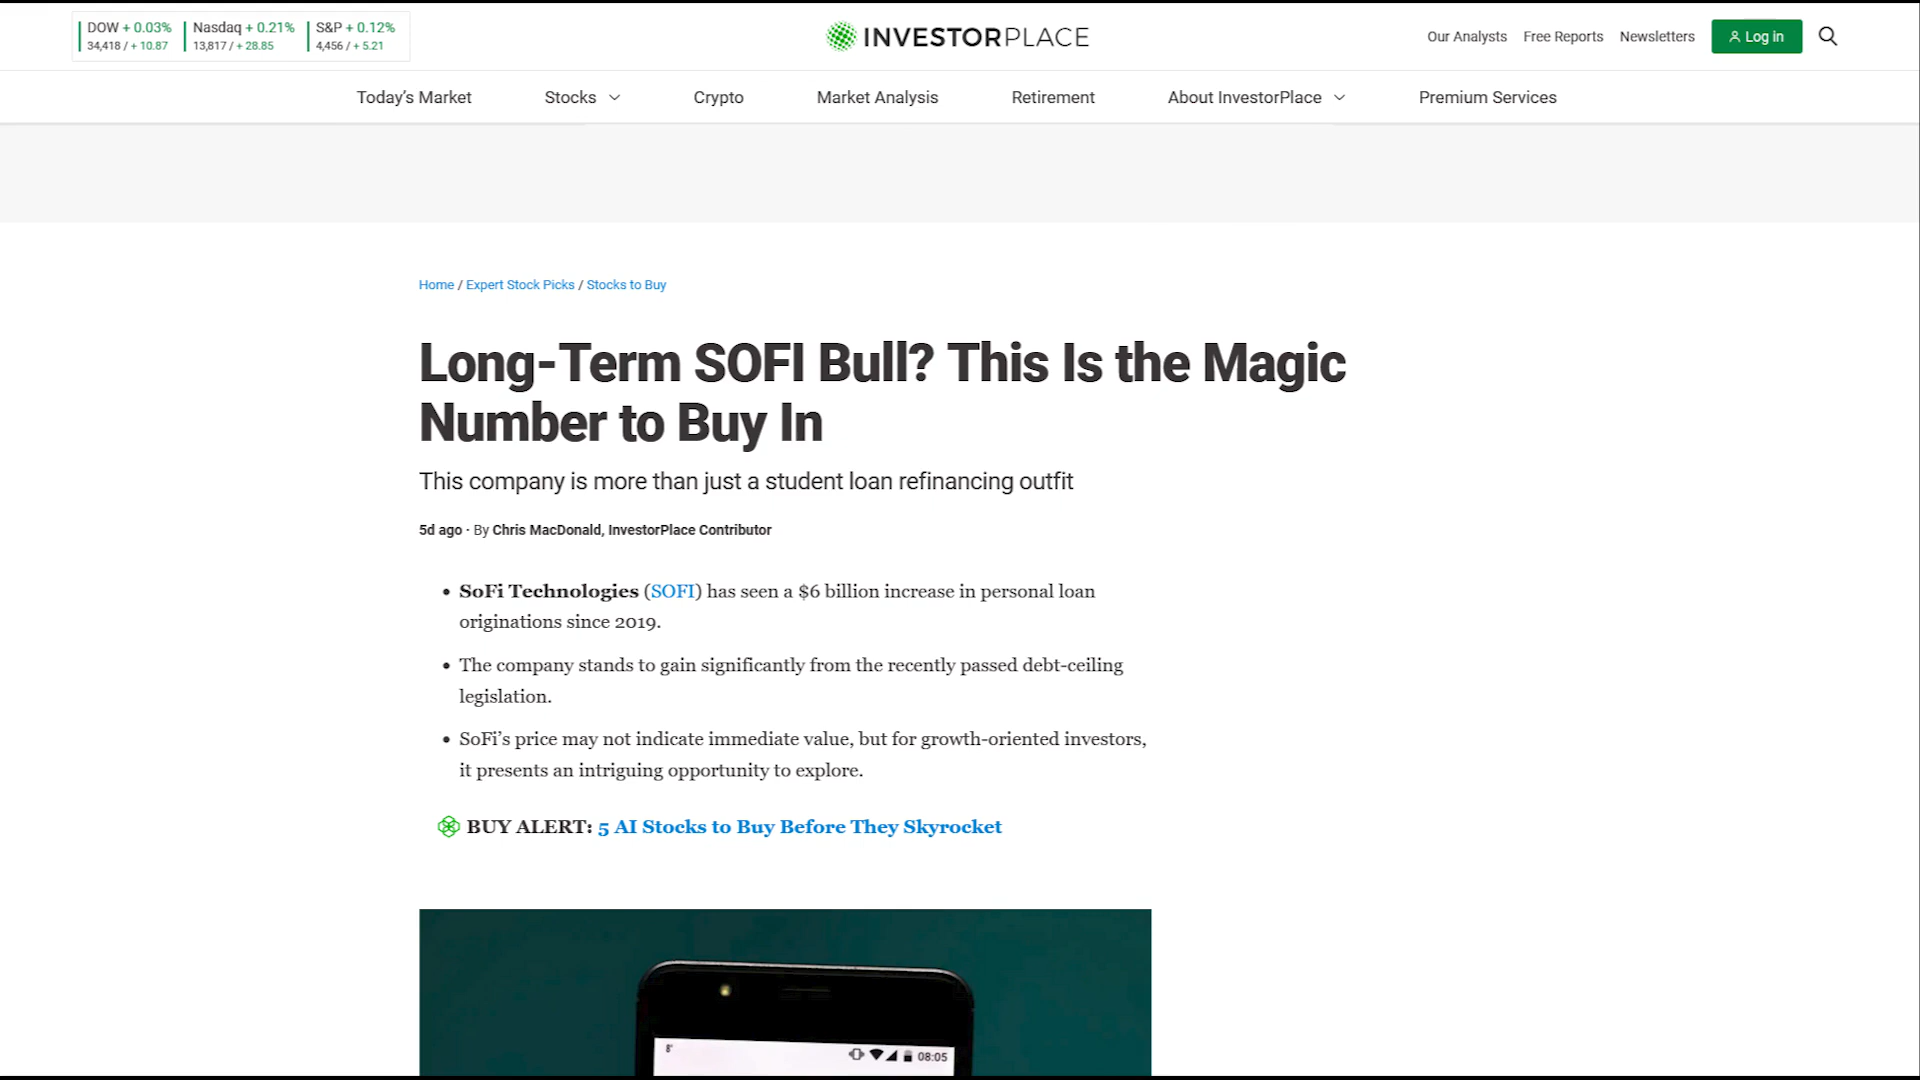 DOW + 0.03% Nasdaq + 0.21% S&P + 0.12%
34,418 / + 10.87 13,817 / + 28.85 4,456 / + 5.21
INVESTORPLACE
Our Analysts Free Reports Newsletters Log in
Today's Market Stocks Crypto Market Analysis Retirement About InvestorPlace Premium Services
Home / Expert Stock Picks / Stocks to Buy
Long-Term SOFI Bull? This Is the Magic
Number to Buy In
This company is more than just a student loan refinancing outfit
5d ago · By Chris MacDonald, InvestorPlace Contributor
• SoFi Technologies (SOFI) has seen a $6 billion increase in personal loan
originations since 2019.
• The company stands to gain significantly from the recently passed debt-ceiling
legislation.
• SoFi's price may not indicate immediate value, but for growth-oriented investors,
it presents an intriguing opportunity to explore.
BUY ALERT: 5 AI Stocks to Buy Before They Skyrocket
8° 08:05